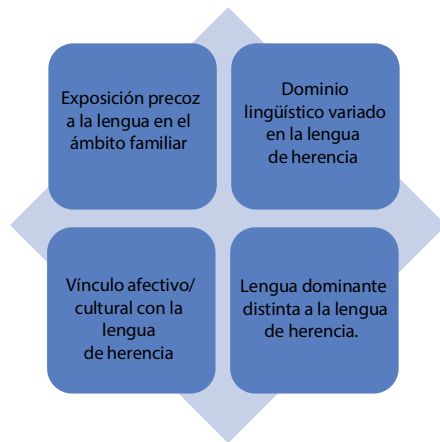 Exposición precoz
a la lengua en el
ámbito familiar
Dominio
lingüístico variado
en la lengua
de herencia
Vínculo afectivo/
cultural con la
lengua
de herencia
Lengua dominante
distinta a la lengua
de herencia.